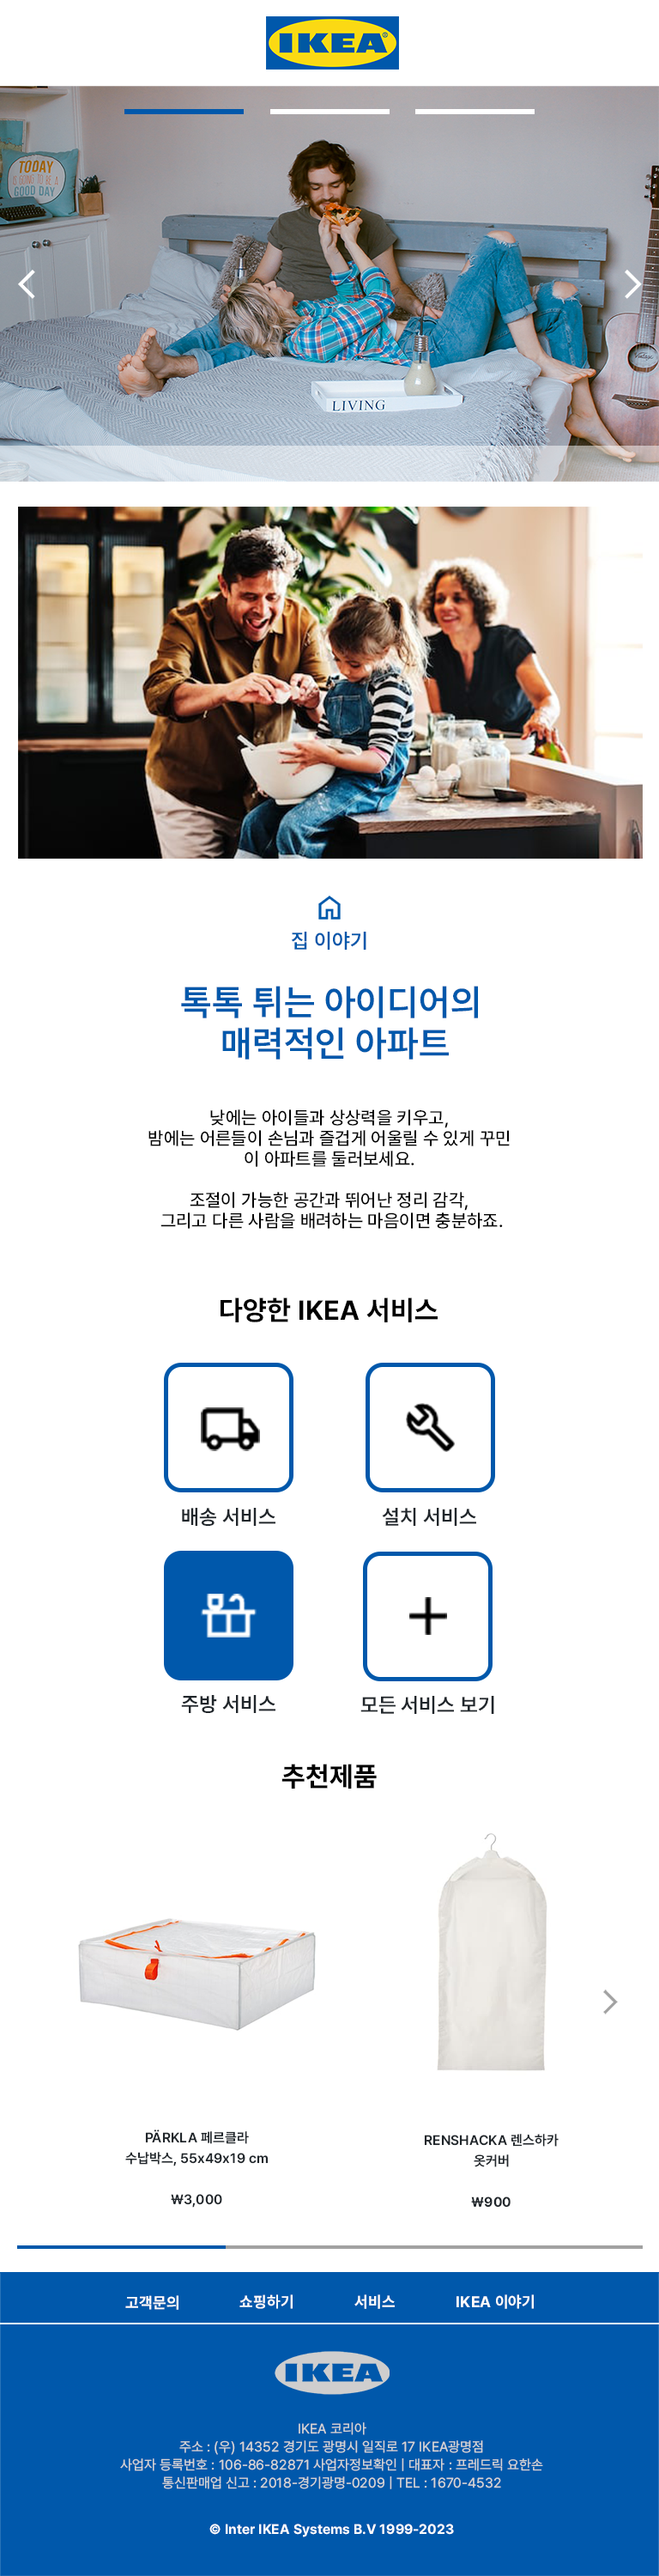 IKEA
TODAY
IS GOING TO BE A
GOOD DAY
LIVING
집 이야기
톡톡 튀는 아이디어의
매력적인 아파트
낮에는 아이들과 상상력을 키우고,
밤에는 어른들이 손님과 즐겁게 어울릴 수 있게 꾸민
이 아파트를 둘러보세요.
조절이 가능한 공간과 뛰어난 정리 감각,
그리고 다른 사람을 배려하는 마음이면 충분하죠.
다양한 IKEA 서비스
배송 서비스
설치 서비스
주방 서비스
모든 서비스 보기
추천제품
PÄRKLA 페르클라
수납박스, 55x49x19 cm
₩3,000
RENSHACKA 렌스하카
옷커버
₩900
고객문의
쇼핑하기
서비스
IKEA 이야기
IKEA
IKEA 코리아
주소 : (우) 14352 경기도 광명시 일직로 17 IKEA광명점
사업자 등록번호 : 106-86-82871 사업자정보확인 | 대표자 : 프레드릭 요한손
통신판매업 신고 : 2018-경기광명-0209 | TEL : 1670-4532
© Inter IKEA Systems B.V 1999-2023